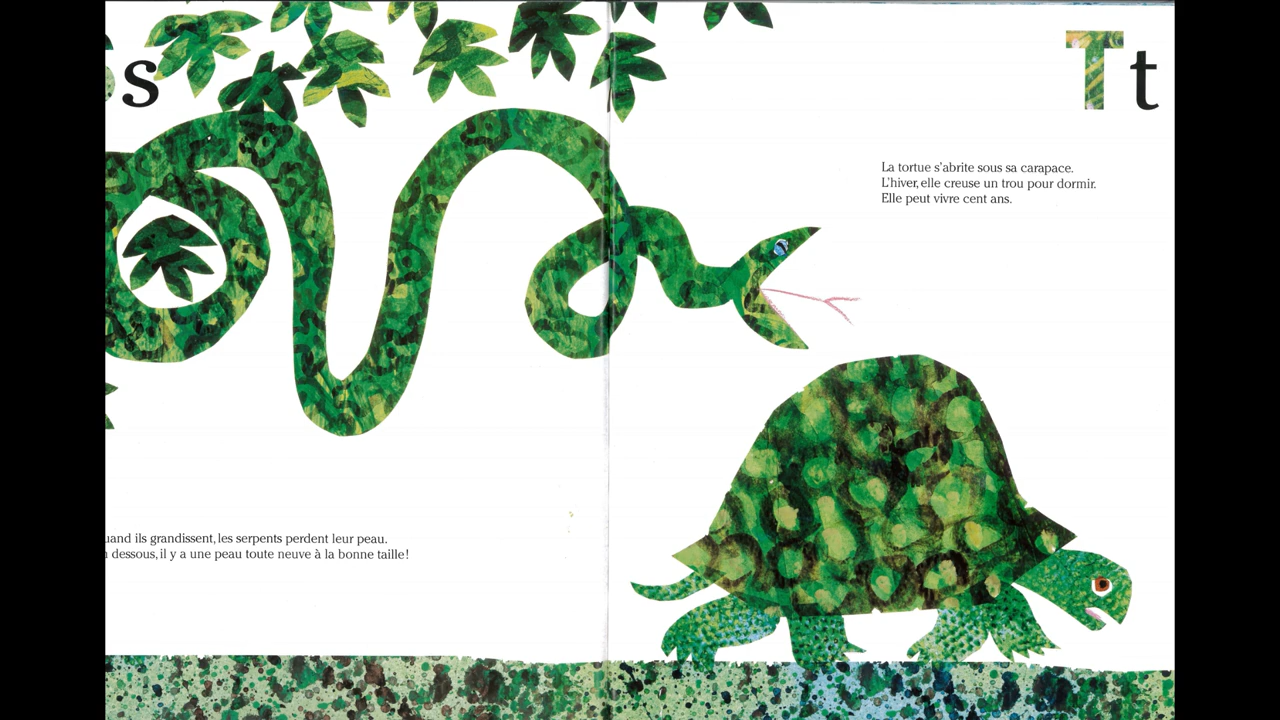 s
uand ils grandissent, les serpents perdent leur peau.
dessous, il y a une peau toute neuve à la bonne taille!
Tt
La tortue s'abrite sous sa carapace.
L'hiver, elle creuse un trou pour dormir.
Elle peut vivre cent ans.